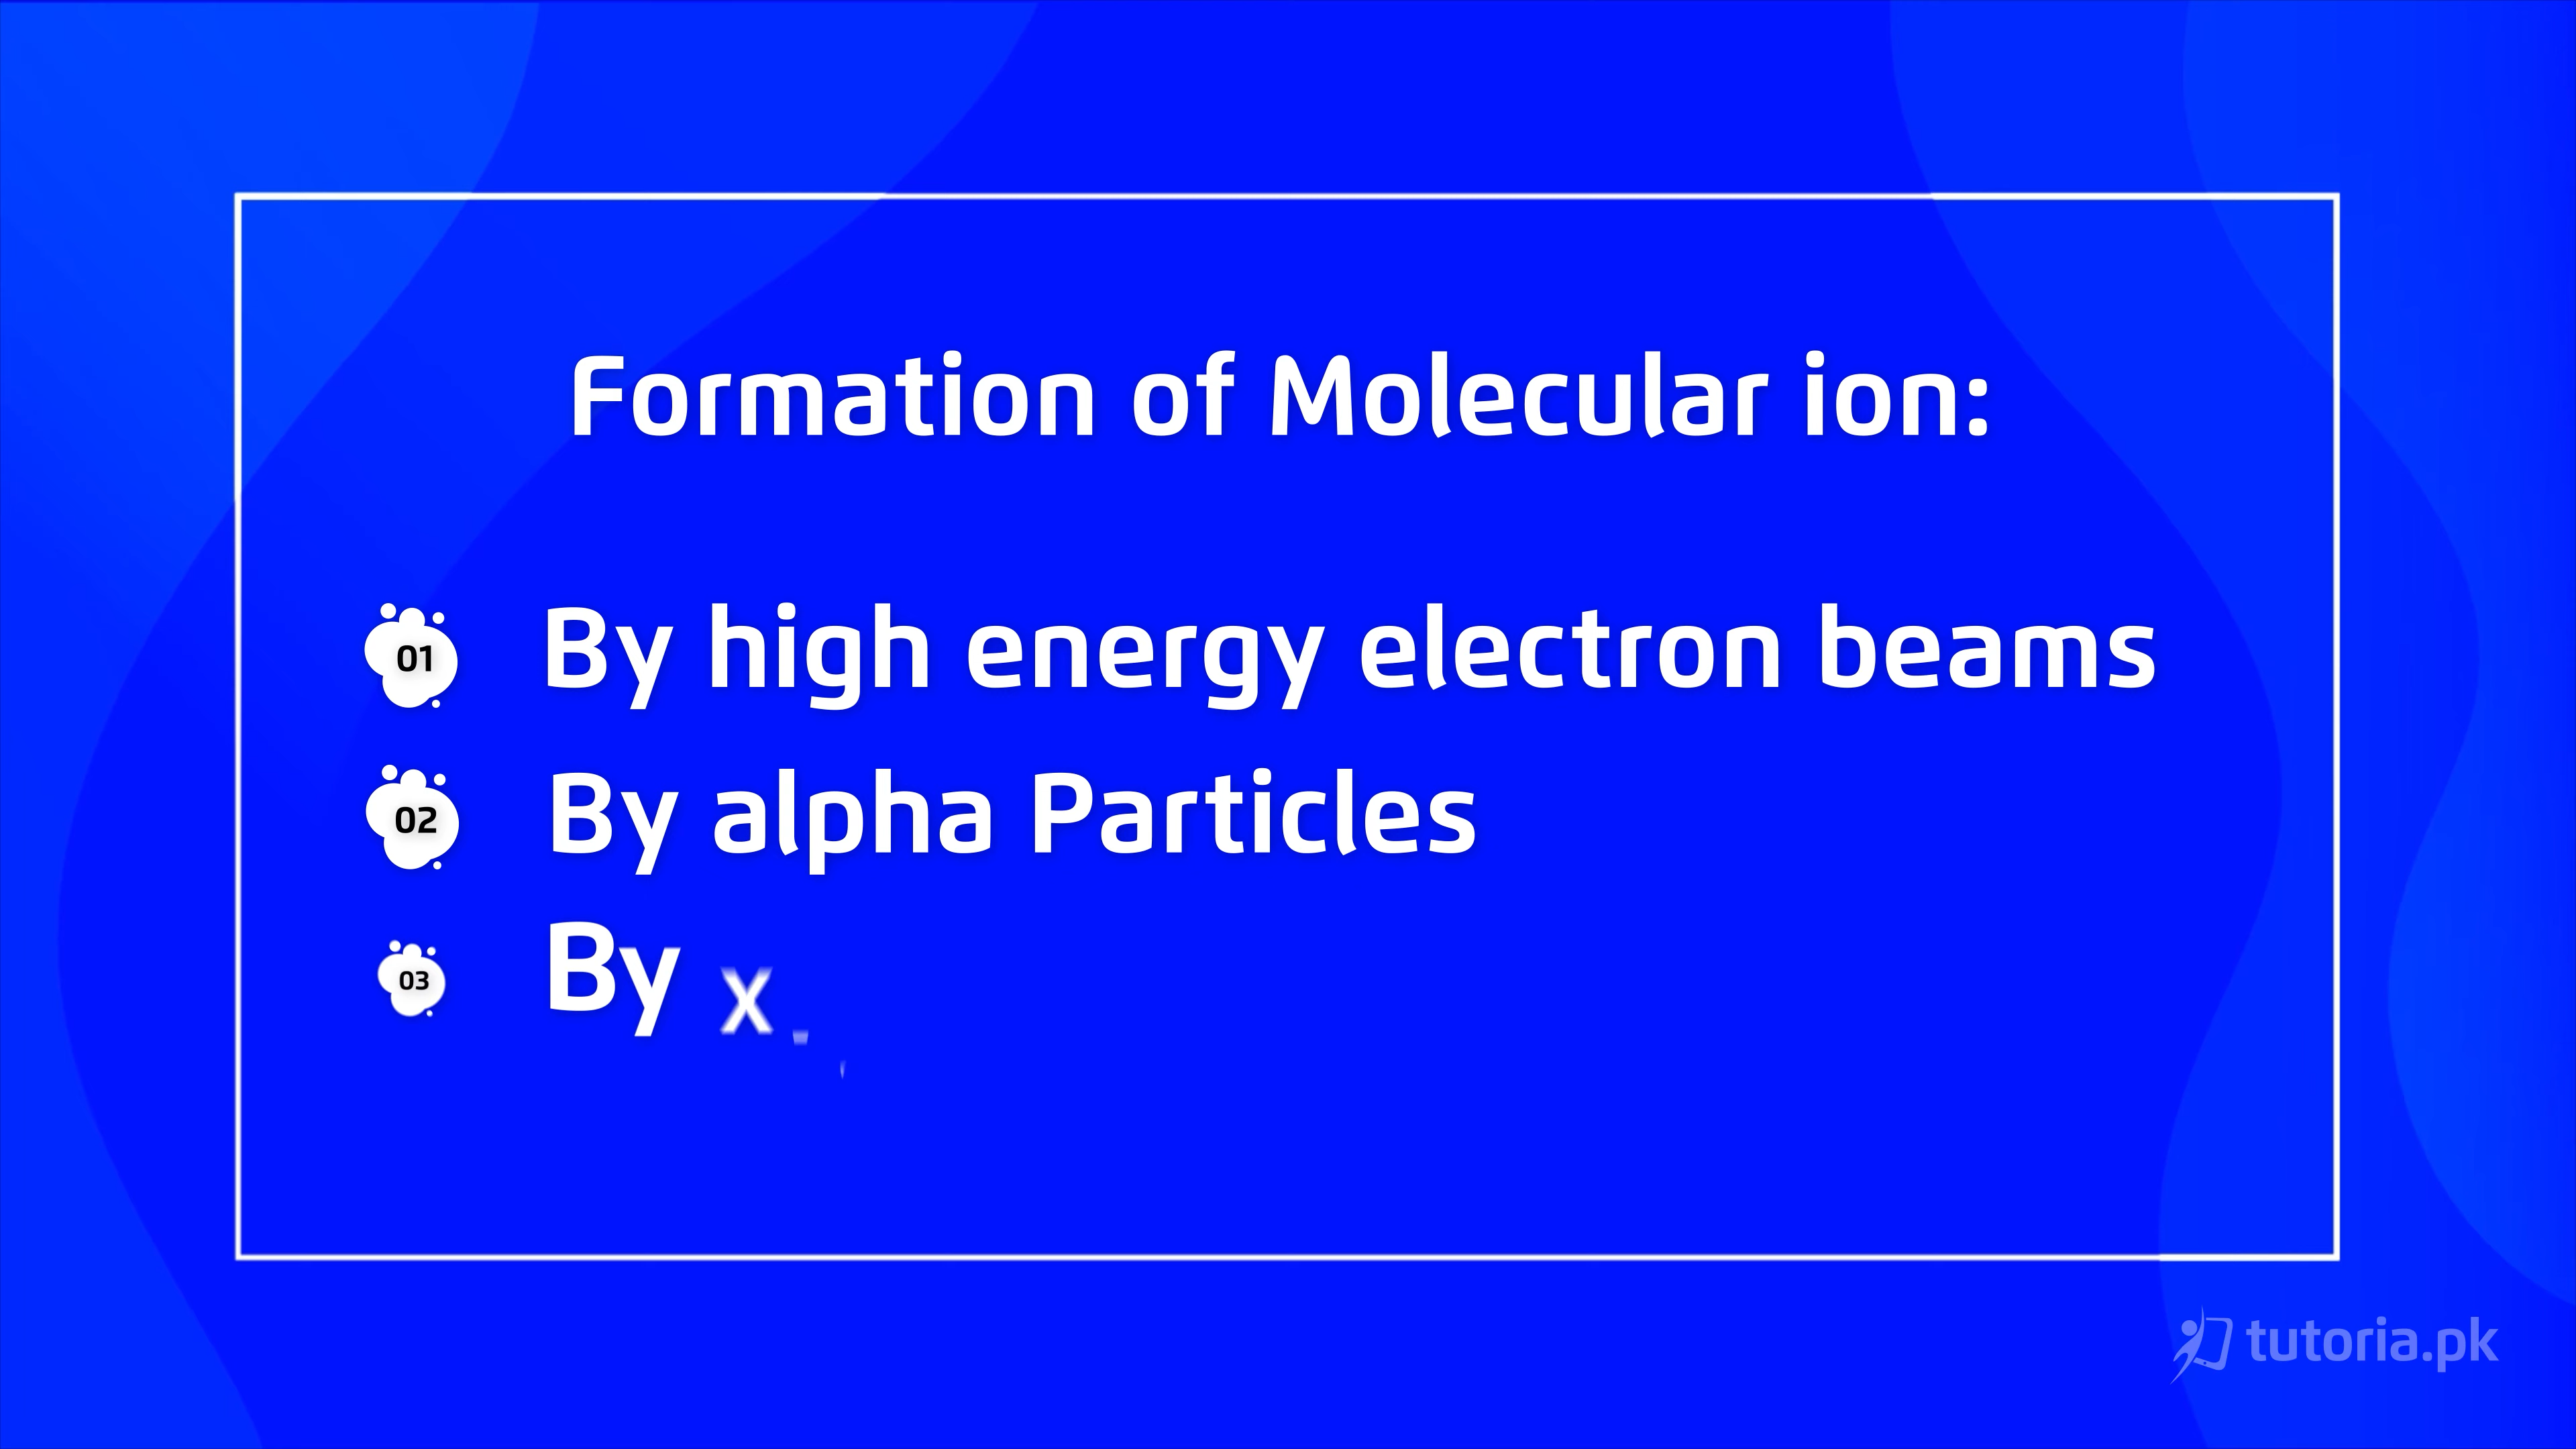 Formation of Molecular ion:
01 By high energy electron beams
02 By alpha Particles
03 By x
tutoria.pk